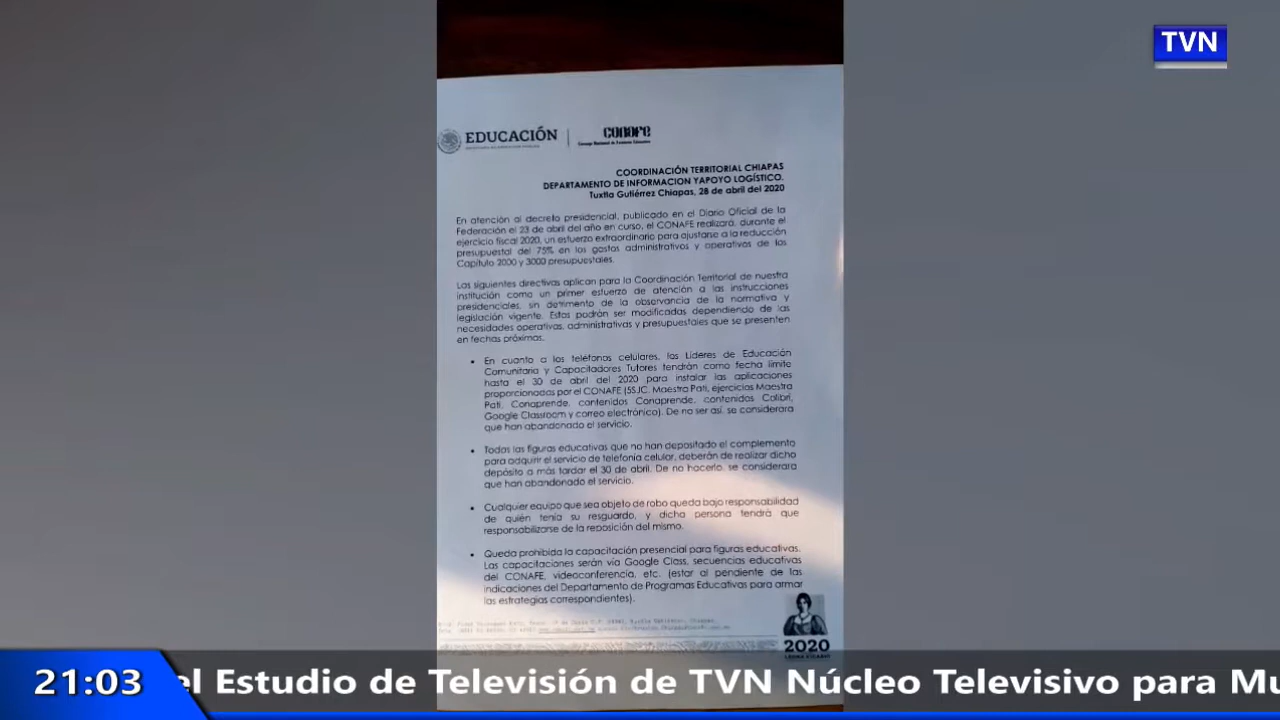 TVN
EDUCACIÓN
conafe
Consejo Nacional de Fomento Educativo
COORDINACIÓN TERRITORIAL CHIAPAS
DEPARTAMENTO DE INFORMACION YAPOYO LOGÍSTICO.
Tuxtla Gutiérrez Chiapas, 28 de abril del 2020
En atención al decreto presidencial, publicado en el Diario Oficial de la
Federación el 23 de abril del año en curso, el CONAFE realizará, durante el
ejercicio fiscal 2020, un esfuerzo extraordinario para ajustarse a la reducción
presupuestal del 75% en los gastos administrativos y operativos de los
Capítulo 2000 y 3000 presupuestales.
Las siguientes directivas aplican para la Coordinación Territorial de nuestra
institución como un primer esfuerzo de atención a las instrucciones
presidenciales, sin detrimento de la observancia de la normativa y
legislación vigente. Estas podrán ser modificadas dependiendo de las
necesidades operativas, administrativas y presupuestales que se presenten
en fechas próximas.
• En cuanto a los teléfonos celulares, los Líderes de Educación
Comunitaria y Capacitadores Tutores tendrán como fecha límite
hasta el 30 de abril del 2020 para instalar las aplicaciones
proporcionadas por el CONAFE (SSJC, Maestra Pati, ejercicios Maestra
Pati, Conaprende, contenidos Conaprende, contenidos Colibrí,
Google Classroom y correo electrónico). De no ser así, se considerara
que han abandonado el servicio.
• Todas las figuras educativas que no han depositado el complemento
para adquirir el servicio de telefonía celular, deberán de realizar dicho
depósito a más tardar el 30 de abril. De no hacerlo, se considerara
que han abandonado el servicio.
• Cualquier equipo que sea objeto de robo queda bajo responsabilidad
de quién tenía su resguardo, y dicha persona tendrá que
responsabilizarse de la reposición del mismo.
• Queda prohibida la capacitación presencial para figuras educativas.
Las capacitaciones serán vía Google Class, secuencias educativas
del CONAFE, videoconferencia, etc. (estar al pendiente de las
indicaciones del Departamento de Programas Educativas para armar
las estrategias correspondientes).
2020
LEONA VICARIO
21:03
el Estudio de Televisión de TVN Núcleo Televisivo para Mu